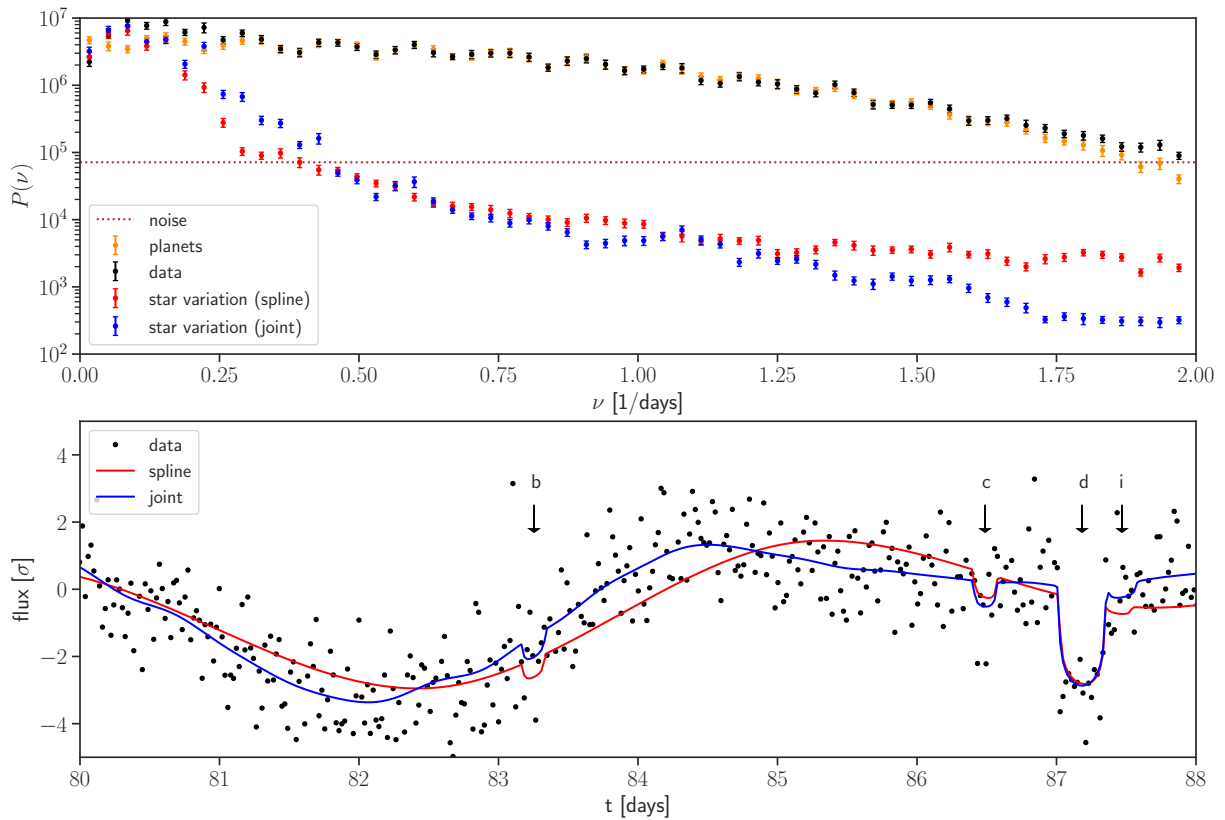 10^7
10^6
10^5
10^4
10^3
10^2
P(ν)
noise
planets
data
star variation (spline)
star variation (joint)
0.00 0.25 0.50 0.75 1.00 1.25 1.50 1.75 2.00
ν [1/days]
data
spline
joint
b c d i
4
2
0
−2
−4
flux [σ]
80 81 82 83 84 85 86 87 88
t [days]